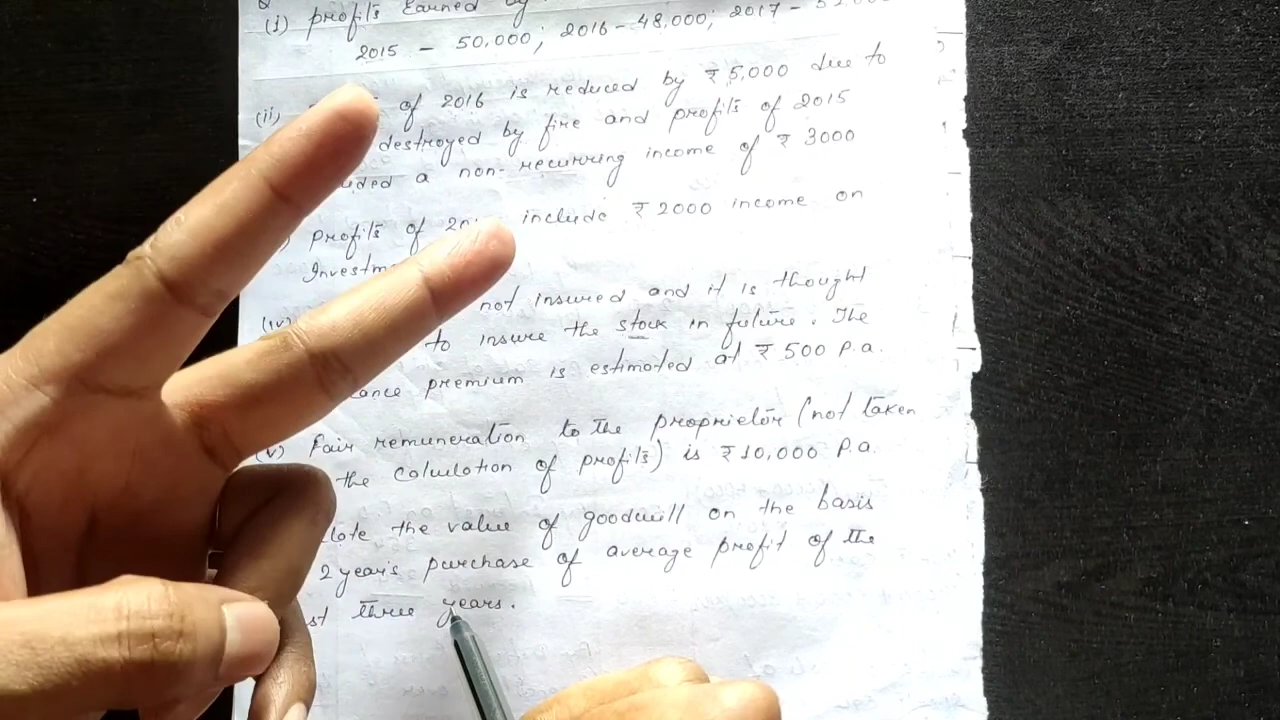 (i) profits Earned by
2015 - 50,000; 2016 - 48,000; 2017 -
(ii) of 2016 is reduced by ₹ 5,000 due to
destroyed by fire and profits of 2015
a non-recurring income of ₹ 3000
Profits of include ₹ 2000 income on
not insured and it is thought
to insure the stock in future. The
premium is estimated at ₹ 500 P.a.
(v) Fair remuneration to the proprietor (not taken
the calculation of profits) is ₹ 10,000 P.a.
the value of goodwill on the basis
2 year's purchase of average profit of the
three years.